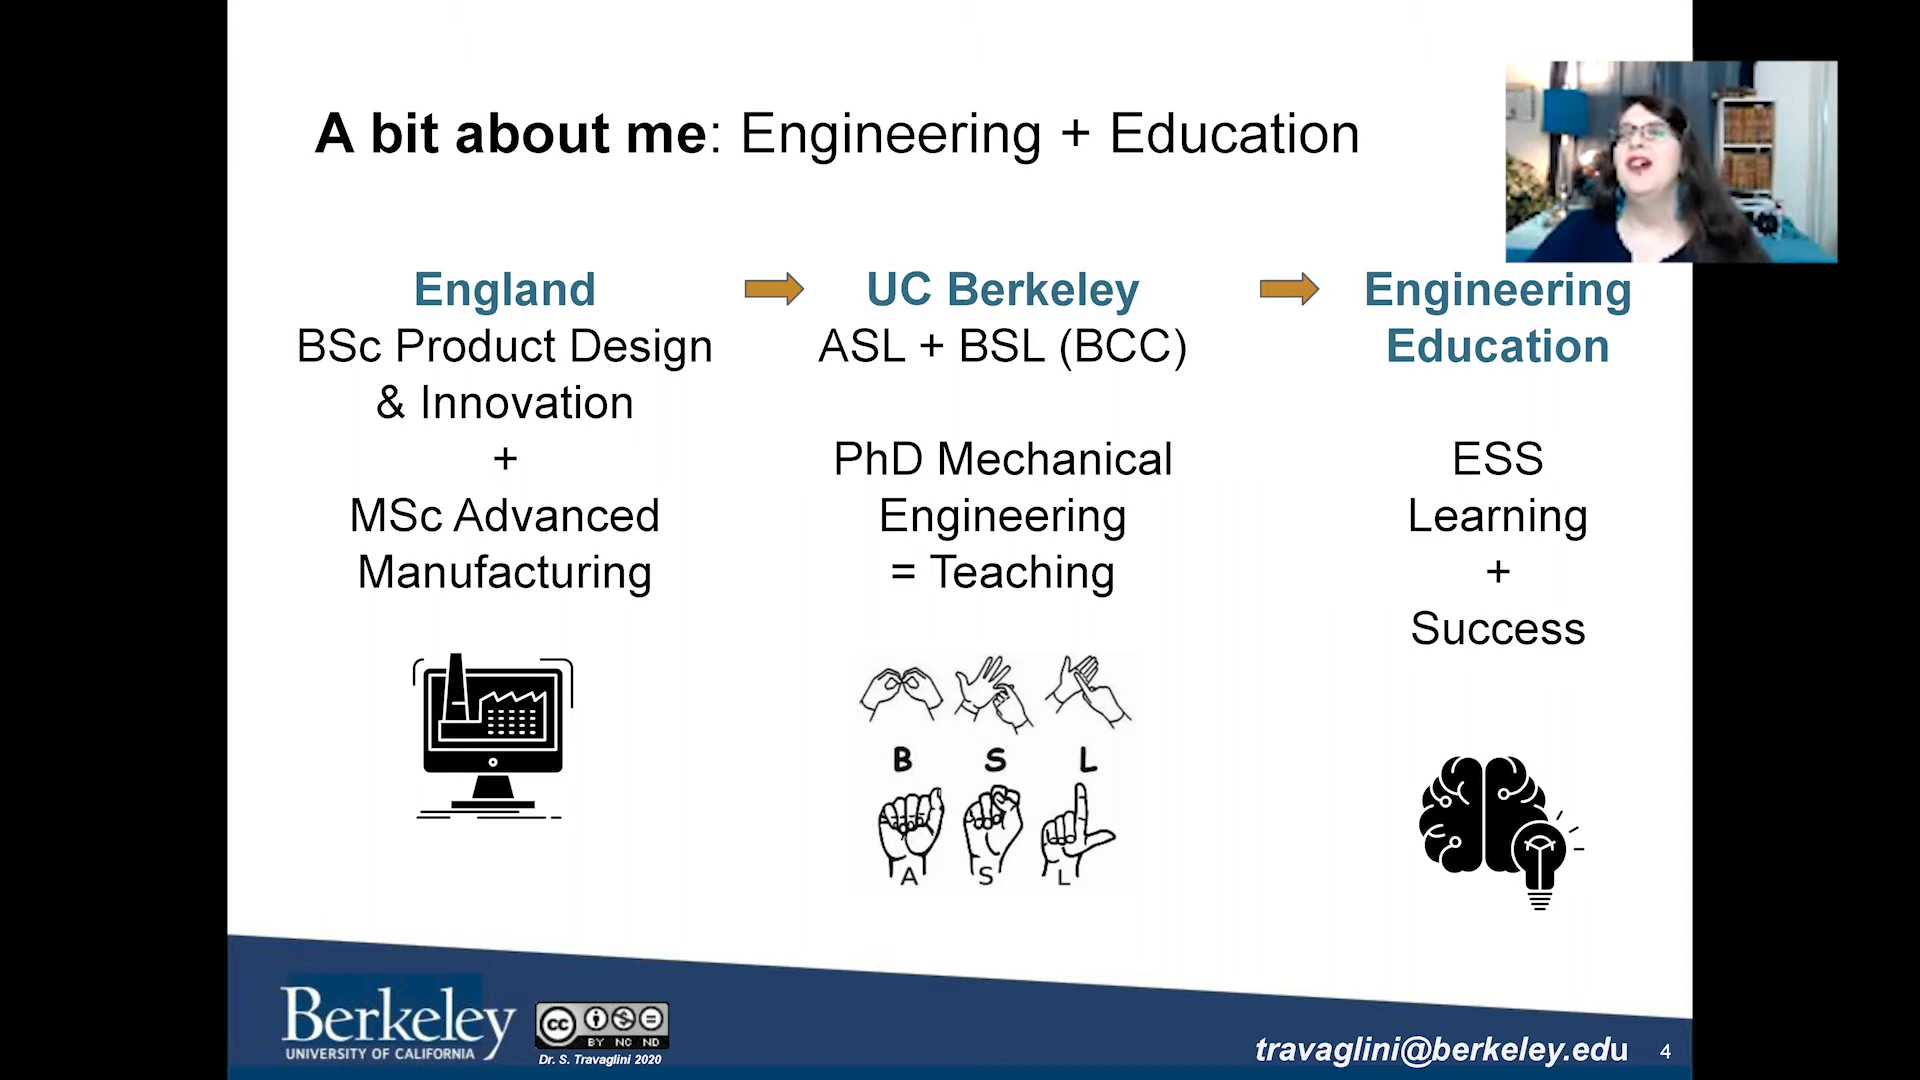 A bit about me: Engineering + Education
England
BSc Product Design
& Innovation
+
MSc Advanced
Manufacturing
UC Berkeley
ASL + BSL (BCC)
PhD Mechanical
Engineering
= Teaching
B S L
A S L
Engineering
Education
ESS
Learning
+
Success
Berkeley
UNIVERSITY OF CALIFORNIA
cc
BY NC ND
Dr. S. Travaglini 2020
travaglini@berkeley.edu
4